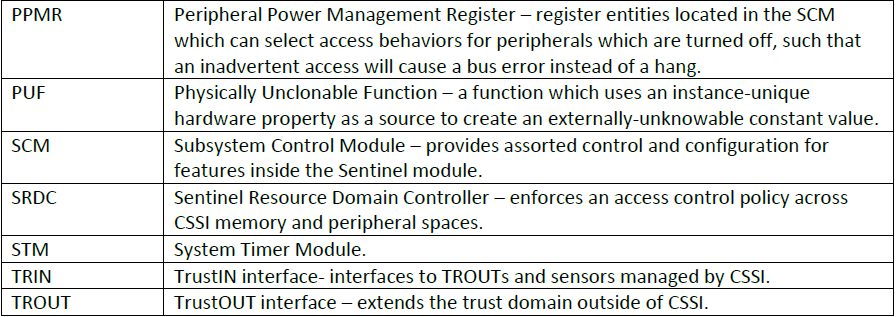 PPMR Peripheral Power Management Register – register entities located in the SCM
which can select access behaviors for peripherals which are turned off, such that
an inadvertent access will cause a bus error instead of a hang.
PUF Physically Unclonable Function – a function which uses an instance-unique
hardware property as a source to create an externally-unknowable constant value.
SCM Subsystem Control Module – provides assorted control and configuration for
features inside the Sentinel module.
SRDC Sentinel Resource Domain Controller – enforces an access control policy across
CSSI memory and peripheral spaces.
STM System Timer Module.
TRIN TrustIN interface- interfaces to TROUTs and sensors managed by CSSI.
TROUT TrustOUT interface – extends the trust domain outside of CSSI.